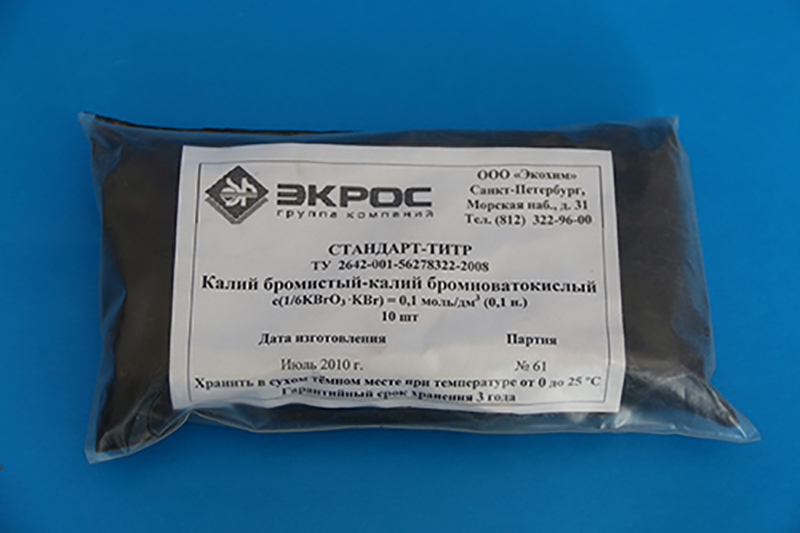 ЭКРОС
группа компаний
ООО «Экохим»
Санкт-Петербург,
Морская наб., д. 31
Тел. (812) 322-96-00
СТАНДАРТ-ТИТР
ТУ 2642-001-56278322-2008
Калий бромистый-калий бромноватокислый
c(1/6KBrO₃·KBr) = 0,1 моль/дм³ (0,1 н.)
10 шт
Дата изготовления Партия
Июль 2010 г. № 61
Хранить в сухом тёмном месте при температуре от 0 до 25 °C
Гарантийный срок хранения 3 года